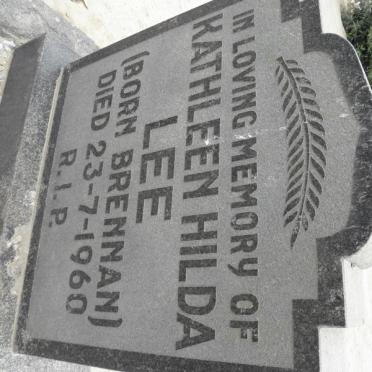 IN LOVING MEMORY OF
KATHLEEN HILDA
LEE
(BORN BRENNAN)
DIED 23-7-1960
R.I.P.